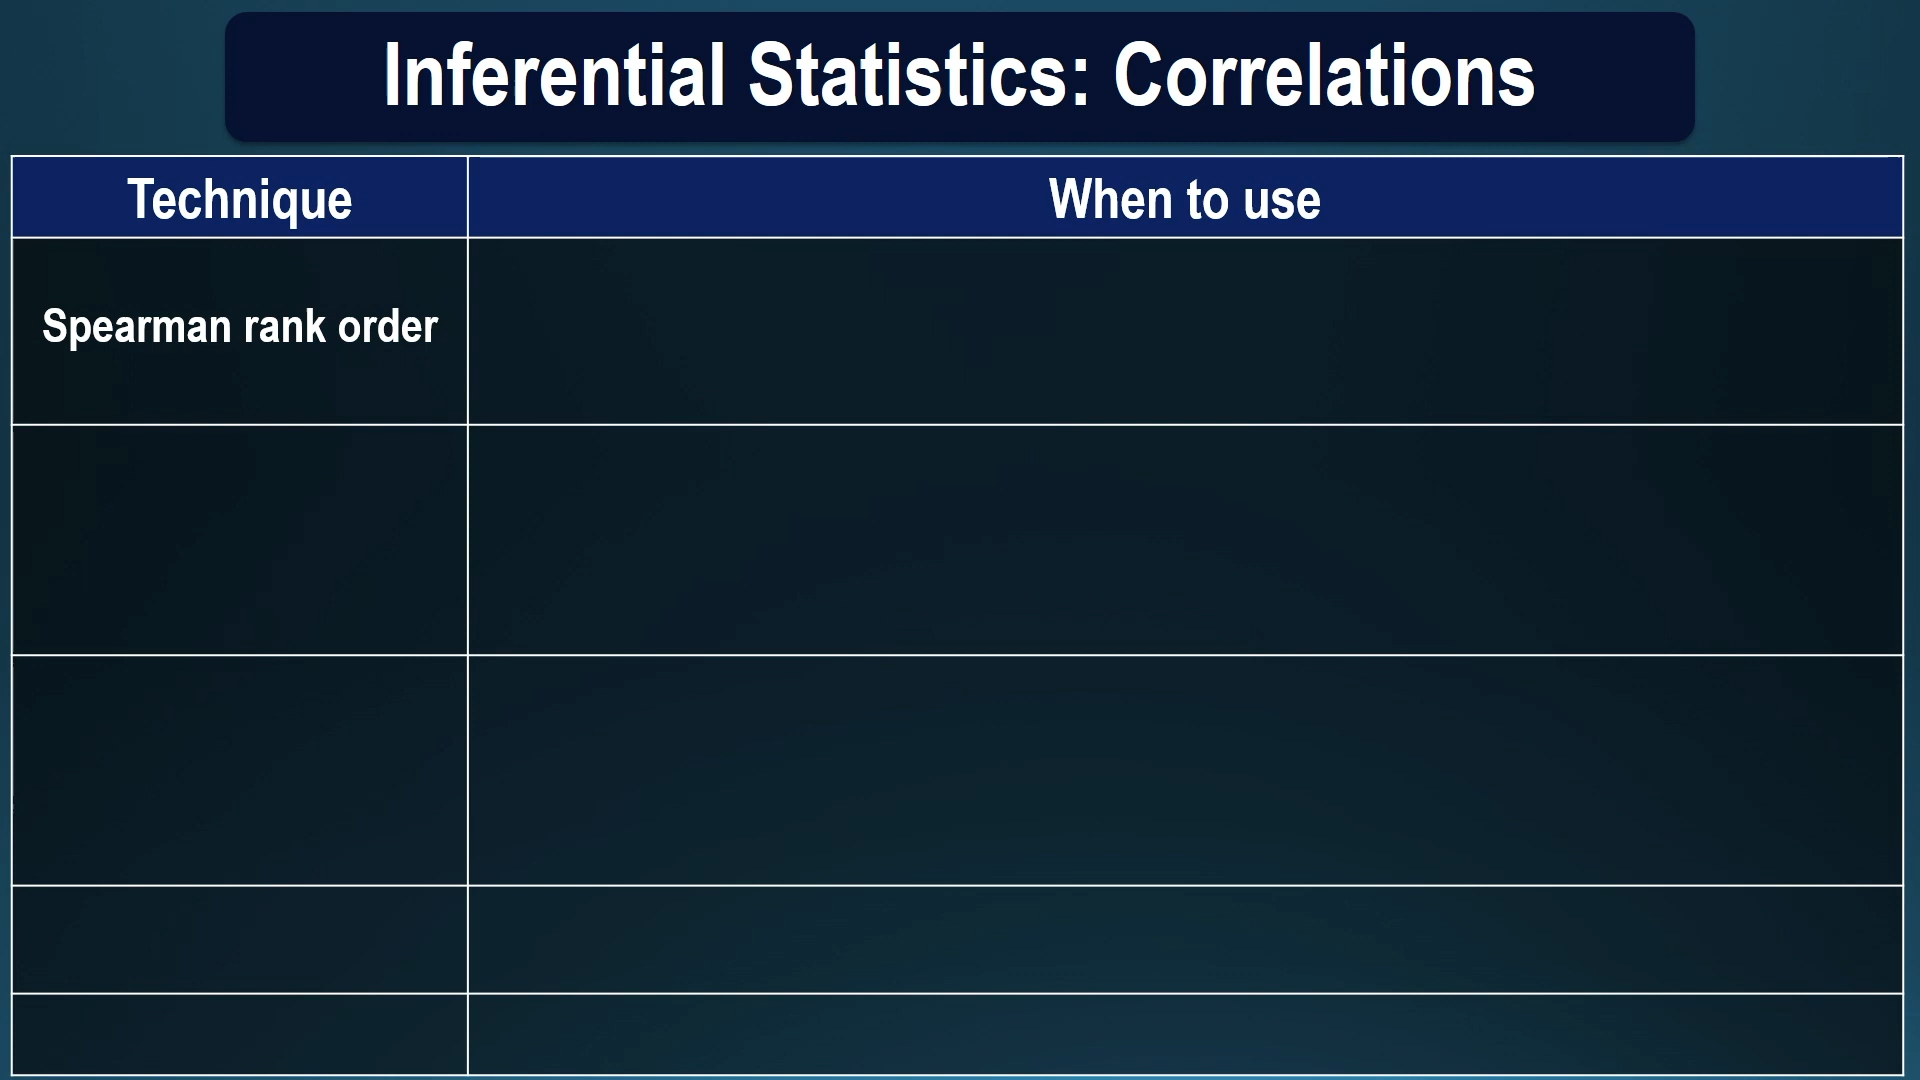 Inferential Statistics: Correlations
Technique
When to use
Spearman rank order